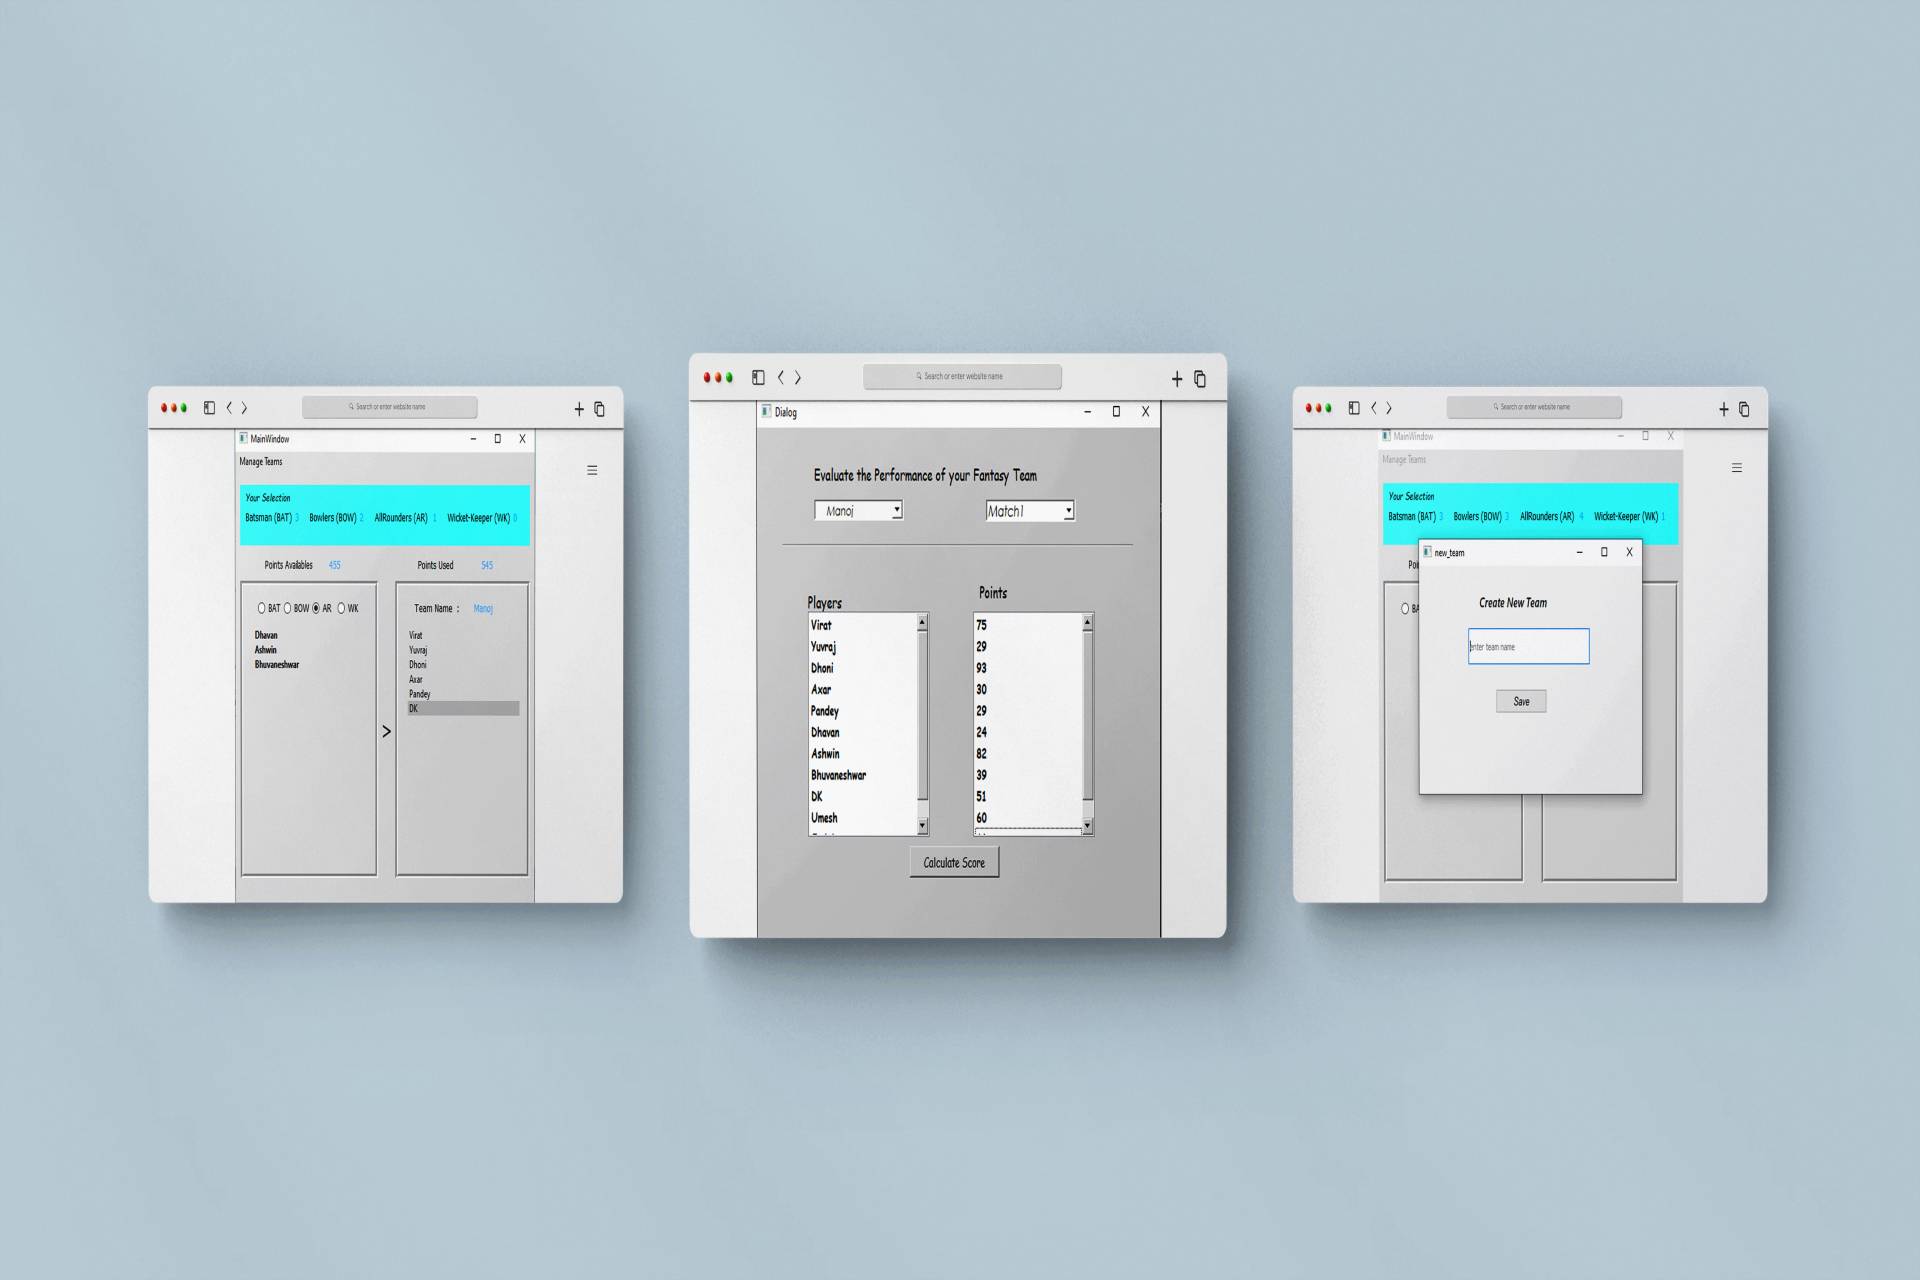 Search or enter website name
MainWindow
Manage Teams
Your Selection
Batsman (BAT) 3 Bowlers (BOW) 2 AllRounders (AR) 1 Wicket-Keeper (WK) 0
Points Availables 455 Points Used 545
BAT BOW AR WK
Dhavan
Ashwin
Bhuvaneshwar
>
Team Name : Manoj
Virat
Yuvraj
Dhoni
Axar
Pandey
DK
Search or enter website name
Dialog
Evaluate the Performance of your Fantasy Team
Manoj Match1
Players
Virat
Yuvraj
Dhoni
Axar
Pandey
Dhavan
Ashwin
Bhuvaneshwar
DK
Umesh
Points
75
29
93
30
29
24
82
39
51
60
Calculate Score
Search or enter website name
MainWindow
Manage Teams
Your Selection
Batsman (BAT) 3 Bowlers (BOW) 3 AllRounders (AR) 4 Wicket-Keeper (WK) 1
Poi
BA
new_team
Create New Team
enter team name
Save